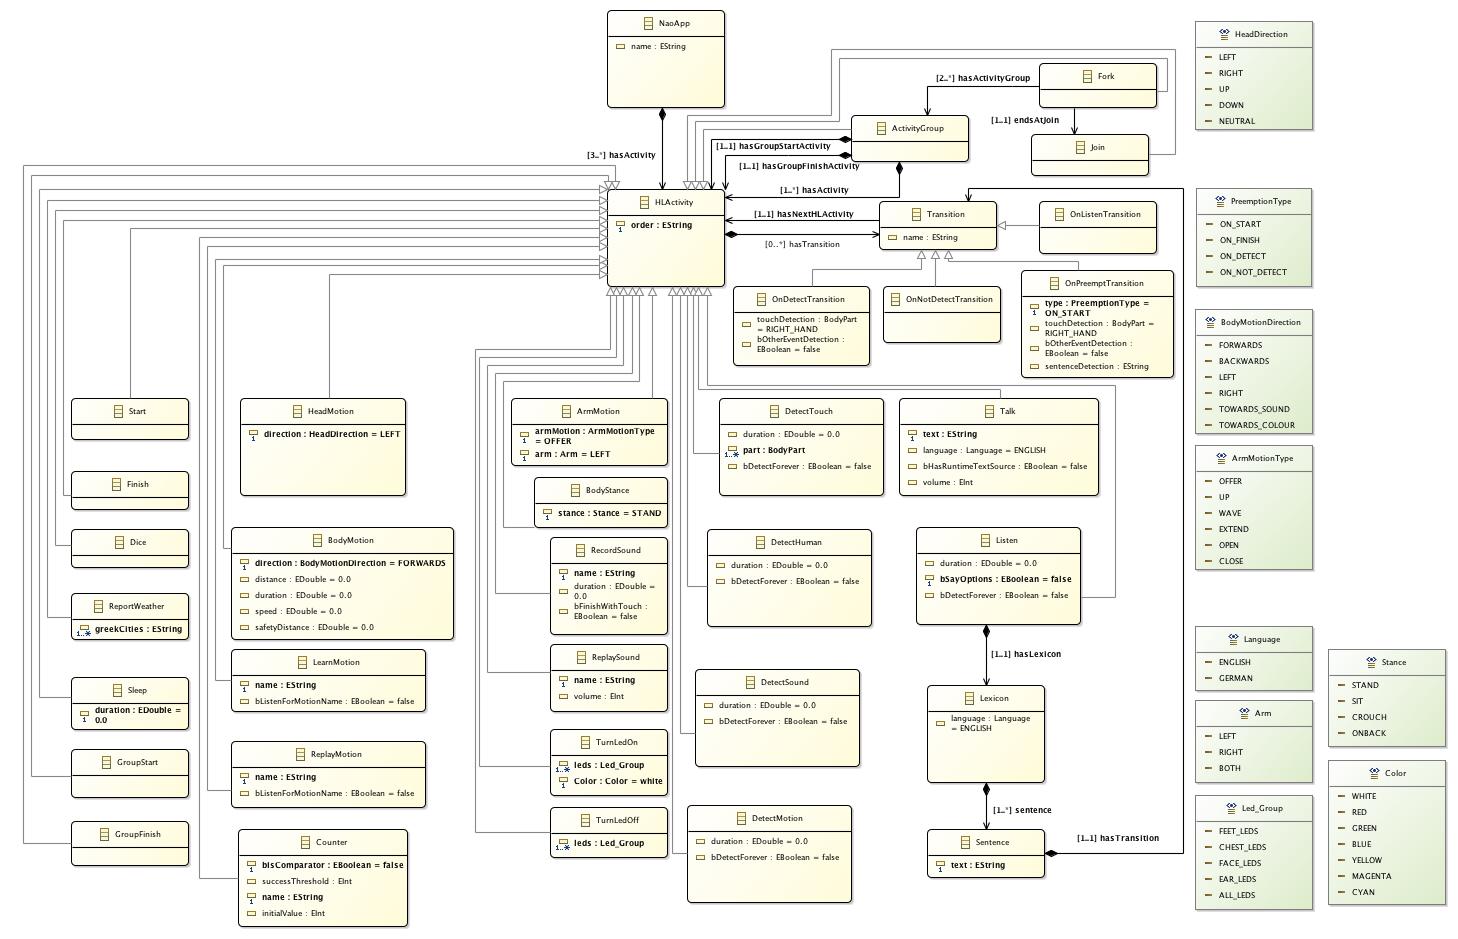 NaoApp
name : EString
[3..*] hasActivity
Fork
[2..*] hasActivityGroup
[1..1] endsAtJoin
Join
ActivityGroup
[1..1] hasGroupStartActivity
[1..1] hasGroupFinishActivity
[1..*] hasActivity
HLActivity
order : EString
1
[1..1] hasNextHLActivity
[0..*] hasTransition
Transition
name : EString
OnListenTransition
OnDetectTransition
touchDetection : BodyPart
= RIGHT_HAND
bOtherEventDetection :
EBoolean = false
OnNotDetectTransition
OnPreemptTransition
type : PreemptionType =
1
ON_START
touchDetection : BodyPart =
RIGHT_HAND
bOtherEventDetection :
EBoolean = false
sentenceDetection : EString
HeadDirection
LEFT
RIGHT
UP
DOWN
NEUTRAL
PreemptionType
ON_START
ON_FINISH
ON_DETECT
ON_NOT_DETECT
BodyMotionDirection
FORWARDS
BACKWARDS
LEFT
RIGHT
TOWARDS_SOUND
TOWARDS_COLOUR
ArmMotionType
OFFER
UP
WAVE
EXTEND
OPEN
CLOSE
Start
Finish
Dice
ReportWeather
greekCities : EString
1..*
Sleep
duration : EDouble =
1
0.0
GroupStart
GroupFinish
HeadMotion
direction : HeadDirection = LEFT
1
BodyMotion
direction : BodyMotionDirection = FORWARDS
1
distance : EDouble = 0.0
duration : EDouble = 0.0
speed : EDouble = 0.0
safetyDistance : EDouble = 0.0
LearnMotion
name : EString
1
bListenForMotionName : EBoolean = false
ReplayMotion
name : EString
1
bListenForMotionName : EBoolean = false
Counter
bIsComparator : EBoolean = false
1
successThreshold : EInt
name : EString
1
initialValue : EInt
ArmMotion
armMotion : ArmMotionType
1
= OFFER
arm : Arm = LEFT
1
BodyStance
stance : Stance = STAND
1
RecordSound
name : EString
1
duration : EDouble =
0.0
bFinishWithTouch :
EBoolean = false
ReplaySound
name : EString
1
volume : EInt
TurnLedOn
leds : Led_Group
1..*
Color : Color = white
1
TurnLedOff
leds : Led_Group
1..*
DetectTouch
duration : EDouble = 0.0
part : BodyPart
1..*
bDetectForever : EBoolean = false
DetectHuman
duration : EDouble = 0.0
bDetectForever : EBoolean = false
DetectSound
duration : EDouble = 0.0
bDetectForever : EBoolean = false
DetectMotion
duration : EDouble = 0.0
bDetectForever : EBoolean = false
Talk
text : EString
1
language : Language = ENGLISH
bHasRuntimeTextSource : EBoolean = false
volume : EInt
Listen
duration : EDouble = 0.0
bSayOptions : EBoolean = false
1
bDetectForever : EBoolean = false
[1..1] hasLexicon
Lexicon
language : Language
= ENGLISH
[1..*] sentence
Sentence
text : EString
1
[1..1] hasTransition
Language
ENGLISH
GERMAN
Arm
LEFT
RIGHT
BOTH
Led_Group
FEET_LEDS
CHEST_LEDS
FACE_LEDS
EAR_LEDS
ALL_LEDS
Stance
STAND
SIT
CROUCH
ONBACK
Color
WHITE
RED
GREEN
BLUE
YELLOW
MAGENTA
CYAN